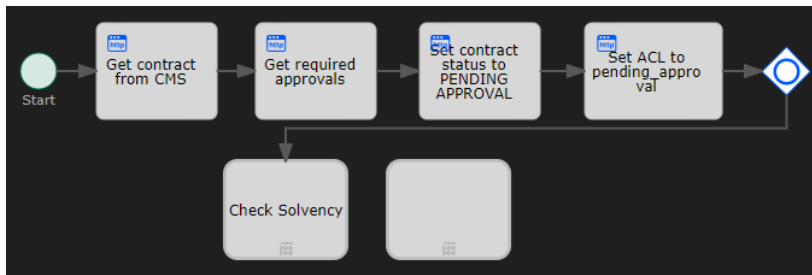 http
Get contract
from CMS
http
Get required
approvals
http
Set contract
status to
PENDING
APPROVAL
http
Set ACL to
pending_appro
val
Start
Check Solvency